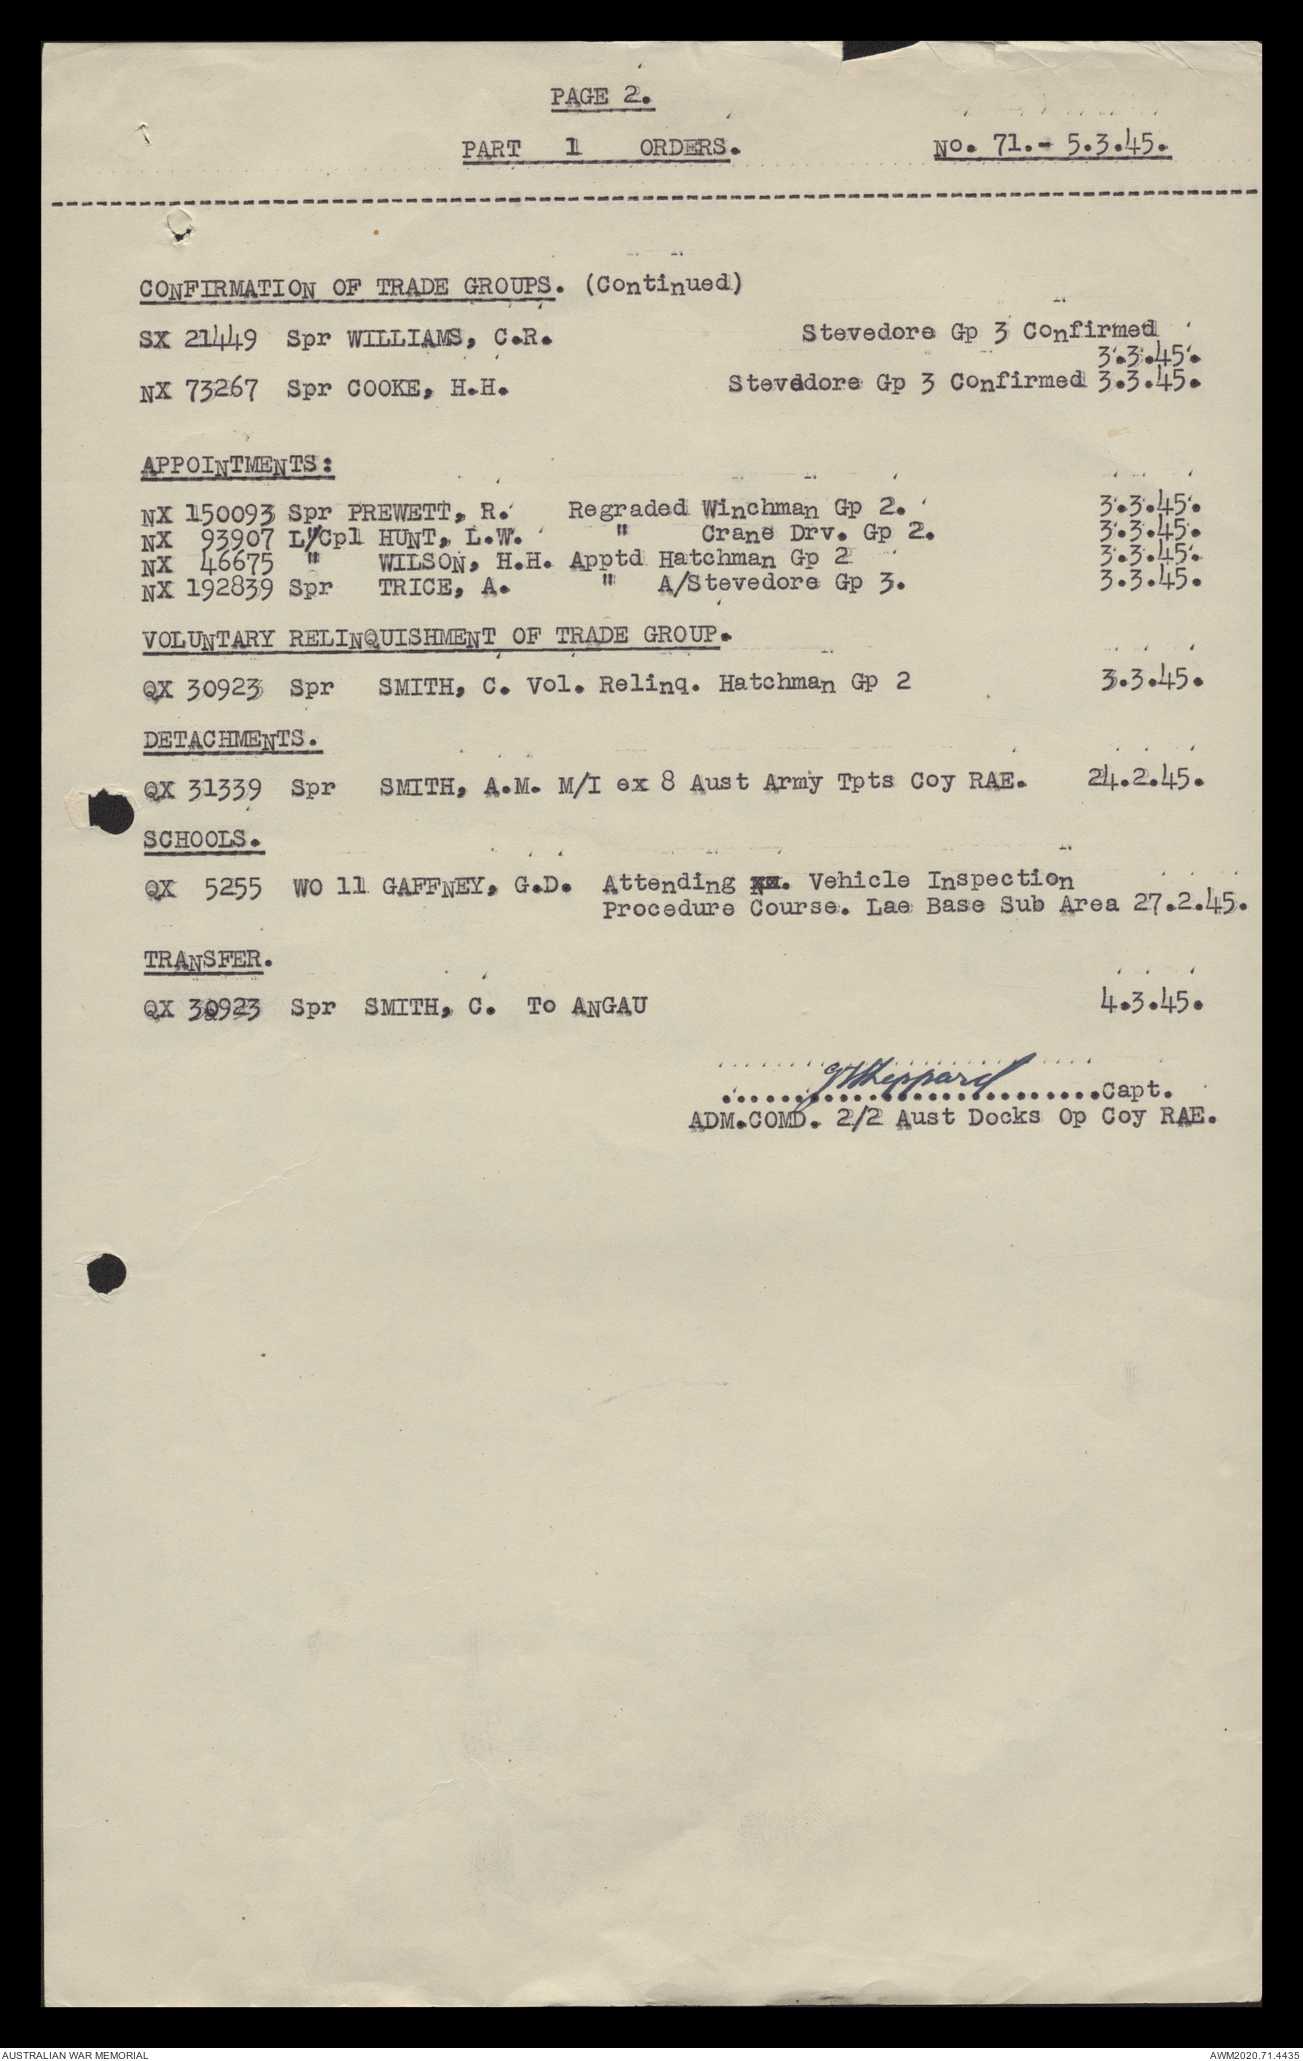 PAGE 2.
PART 1 ORDERS. No. 71.- 5.3.45.
CONFIRMATION OF TRADE GROUPS. (Continued)
SX 21449 Spr WILLIAMS, C.R. Stevedore Gp 3 Confirmed
3.3.45.
NX 73267 Spr COOKE, H.H. Stevedore Gp 3 Confirmed 3.3.45.
APPOINTMENTS:
NX 150093 Spr PREWETT, R. Regraded Winchman Gp 2. 3.3.45.
NX 93907 L/Cpl HUNT, L.W. " Crane Drv. Gp 2. 3.3.45.
NX 46675 " WILSON, H.H. Apptd Hatchman Gp 2 3.3.45.
NX 192839 Spr TRICE, A. " A/Stevedore Gp 3. 3.3.45.
VOLUNTARY RELINQUISHMENT OF TRADE GROUP.
QX 30923 Spr SMITH, C. Vol. Relinq. Hatchman Gp 2 3.3.45.
DETACHMENTS.
QX 31339 Spr SMITH, A.M. M/I ex 8 Aust Army Tpts Coy RAE. 24.2.45.
SCHOOLS.
QX 5255 WO 11 GAFFNEY, G.D. Attending xx. Vehicle Inspection
Procedure Course. Lae Base Sub Area 27.2.45.
TRANSFER.
QX 30923 Spr SMITH, C. To ANGAU 4.3.45.
Sheppard
..........................Capt.
ADM.COMD. 2/2 Aust Docks Op Coy RAE.
AUSTRALIAN WAR MEMORIAL AWM2020.71.4435